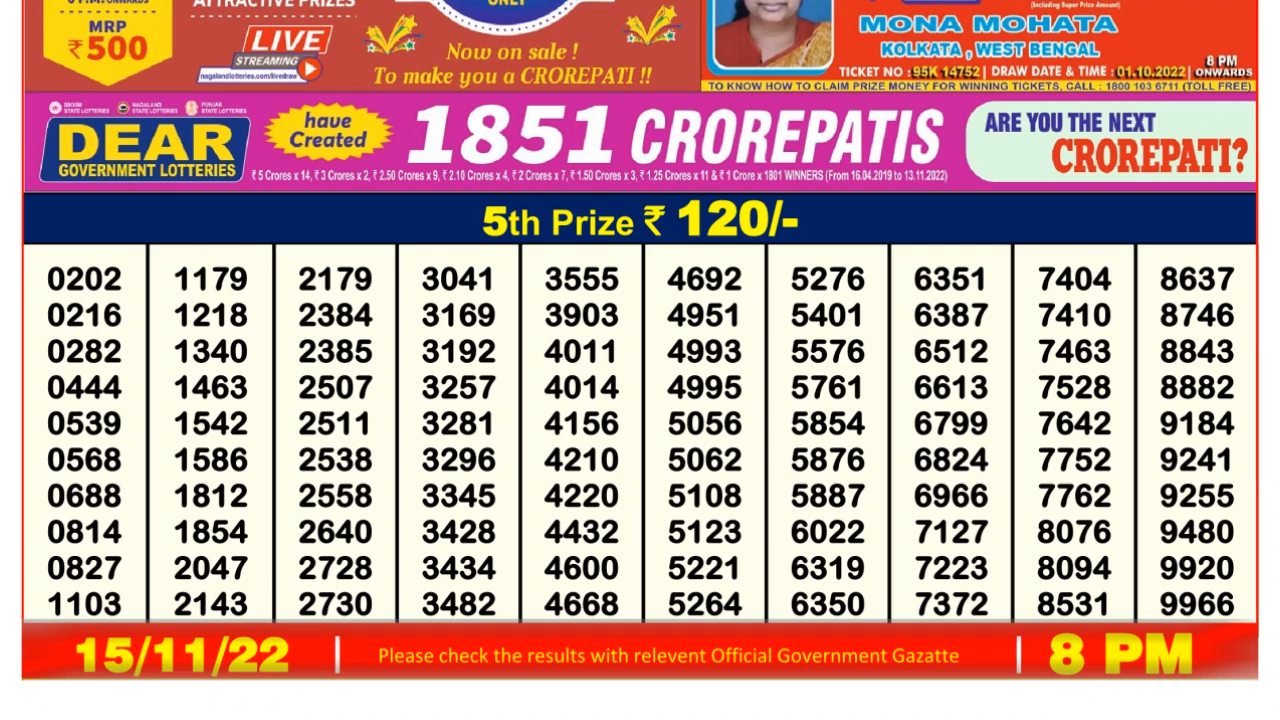 6 P.M. ONWARDS
MRP
₹500
ATTRACTIVE PRIZES
LIVE
STREAMING
nagalandlotteries.com/livedraw
ONLY
Now on sale !
To make you a CROREPATI !!
(Including Super Prize Amount)
MONA MOHATA
KOLKATA , WEST BENGAL
TICKET NO : 95K 14752 | DRAW DATE & TIME : 01.10.2022 | 8 PM ONWARDS
TO KNOW HOW TO CLAIM PRIZE MONEY FOR WINNING TICKETS, CALL : 1800 103 6711 (TOLL FREE)
SIKKIM STATE LOTTERIES NAGALAND STATE LOTTERIES PUNJAB STATE LOTTERIES
DEAR
GOVERNMENT LOTTERIES
have
Created
1851 CROREPATIS
₹ 5 Crores x 14, ₹ 3 Crores x 2, ₹ 2.50 Crores x 9, ₹ 2.10 Crores x 4, ₹ 2 Crores x 7, ₹ 1.50 Crores x 3, ₹ 1.25 Crores x 11 & ₹ 1 Crore x 1801 WINNERS (From 16.04.2019 to 13.11.2022)
ARE YOU THE NEXT
CROREPATI?
5th Prize ₹ 120/-
0202 1179 2179 3041 3555 4692 5276 6351 7404 8637
0216 1218 2384 3169 3903 4951 5401 6387 7410 8746
0282 1340 2385 3192 4011 4993 5576 6512 7463 8843
0444 1463 2507 3257 4014 4995 5761 6613 7528 8882
0539 1542 2511 3281 4156 5056 5854 6799 7642 9184
0568 1586 2538 3296 4210 5062 5876 6824 7752 9241
0688 1812 2558 3345 4220 5108 5887 6966 7762 9255
0814 1854 2640 3428 4432 5123 6022 7127 8076 9480
0827 2047 2728 3434 4600 5221 6319 7223 8094 9920
1103 2143 2730 3482 4668 5264 6350 7372 8531 9966
15/11/22 | Please check the results with relevent Official Government Gazatte | 8 PM